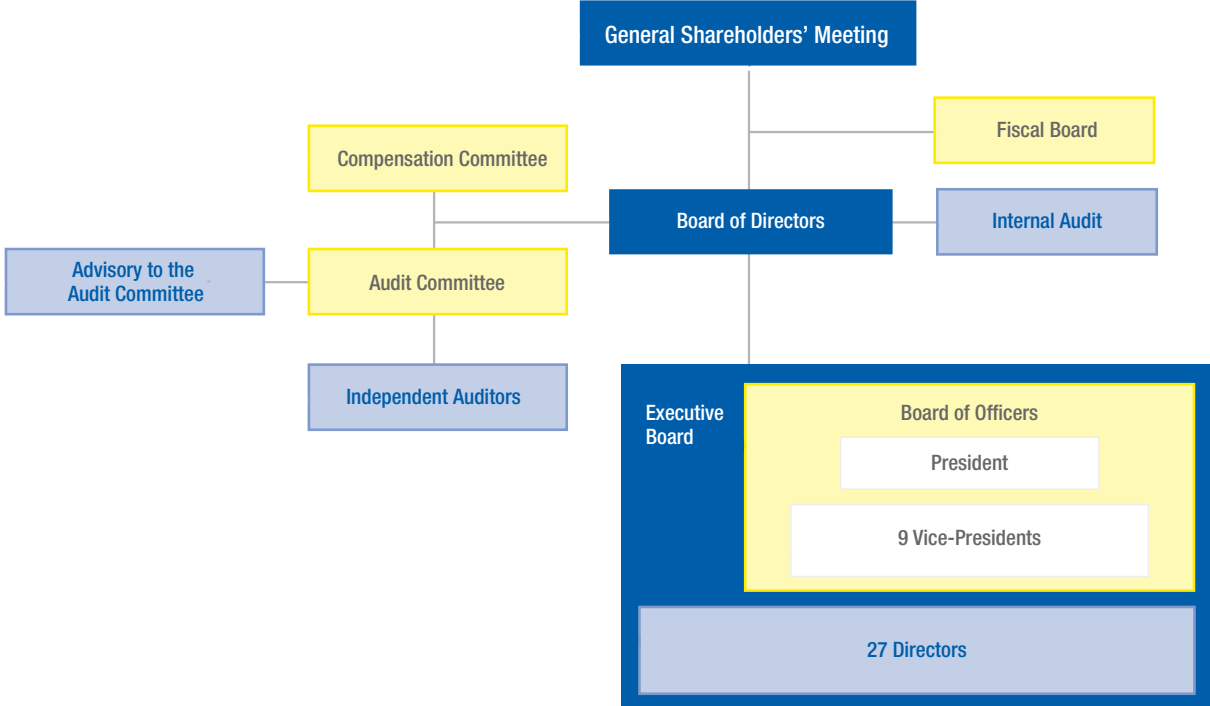 General Shareholders’ Meeting
Fiscal Board
Compensation Committee
Board of Directors
Internal Audit
Advisory to the
Audit Committee
Audit Committee
Independent Auditors
Executive
Board
Board of Officers
President
9 Vice-Presidents
27 Directors